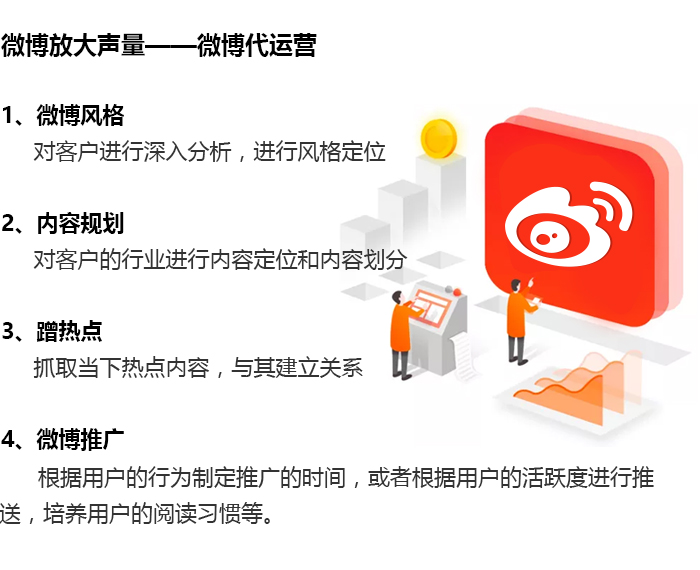 微博放大声量——微博代运营
1、微博风格
对客户进行深入分析，进行风格定位
2、内容规划
对客户的行业进行内容定位和内容划分
3、蹭热点
抓取当下热点内容，与其建立关系
4、微博推广
根据用户的行为制定推广的时间，或者根据用户的活跃度进行推
送，培养用户的阅读习惯等。